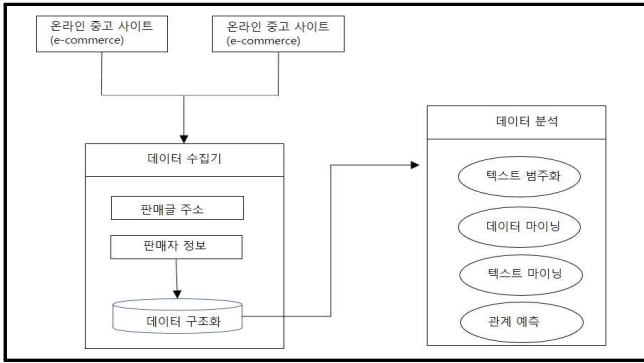 온라인 중고 사이트
(e-commerce)
온라인 중고 사이트
(e-commerce)
데이터 수집기
판매글 주소
판매자 정보
데이터 구조화
데이터 분석
텍스트 범주화
데이터 마이닝
텍스트 마이닝
관계 예측